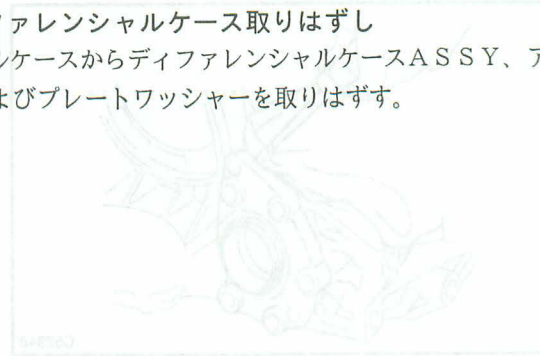 ファレンシャルケース取りはずし
ルケースからディファレンシャルケースＡＳＳＹ、ア
よびプレートワッシャーを取りはずす。